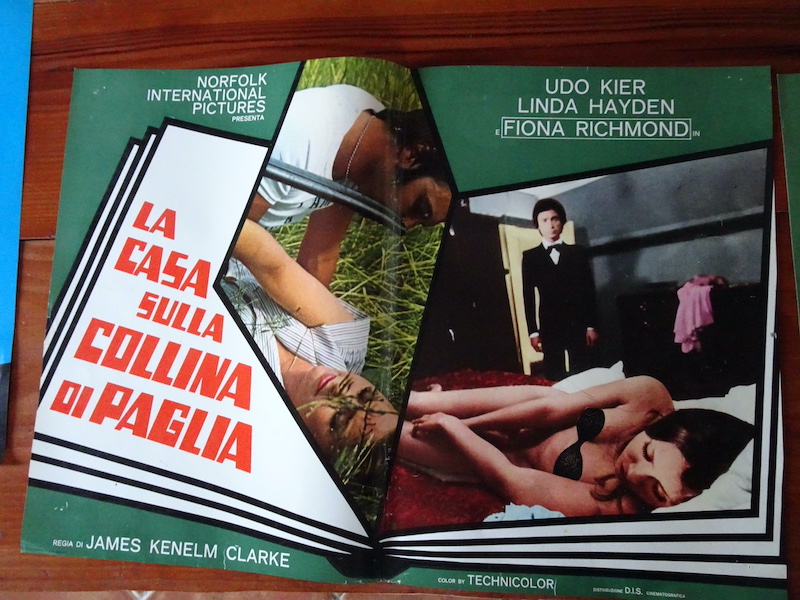 NORFOLK
INTERNATIONAL
PICTURES
PRESENTA
UDO KIER
LINDA HAYDEN
E FIONA RICHMOND IN
LA
CASA
SULLA
COLLINA
DI PAGLIA
REGIA DI JAMES KENELM CLARKE
COLOR BY TECHNICOLOR
DISTRIBUZIONE D.I.S. CINEMATOGRAFICA